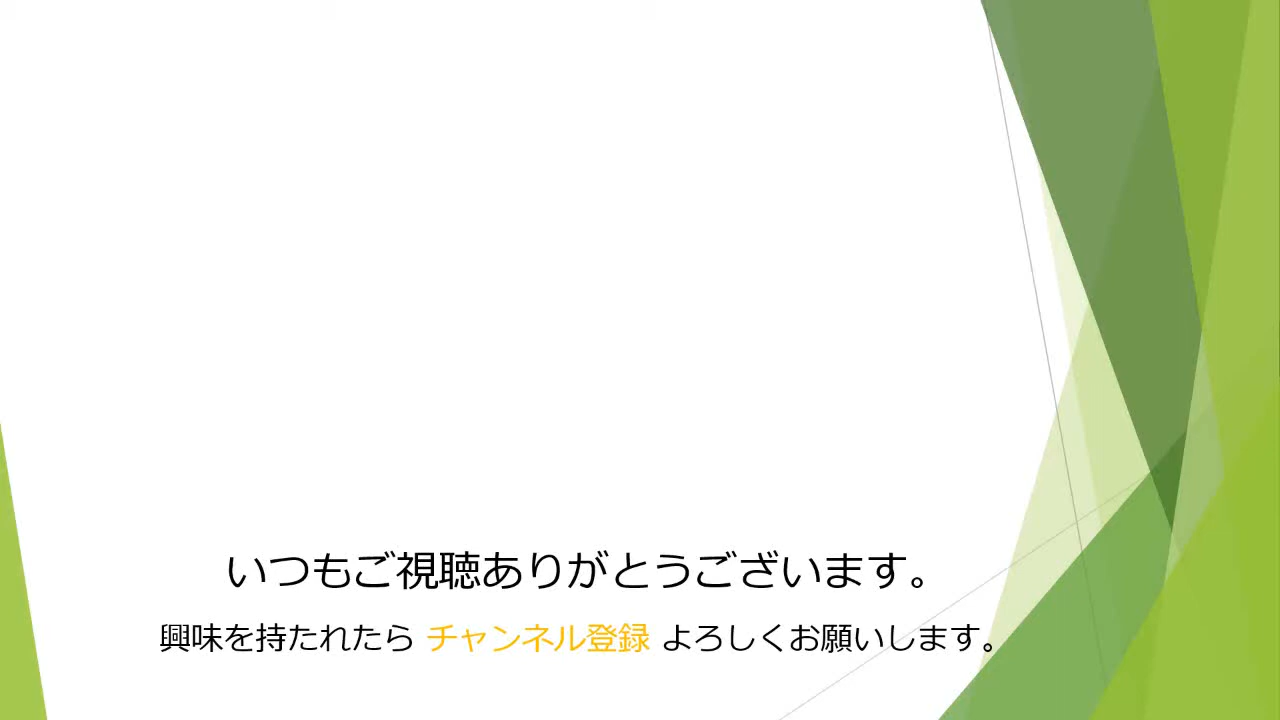 いつもご視聴ありがとうございます。
興味を持たれたら チャンネル登録 よろしくお願いします。